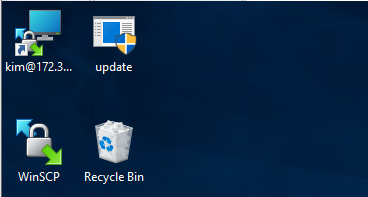 kim@172.3...
update
WinSCP
Recycle Bin